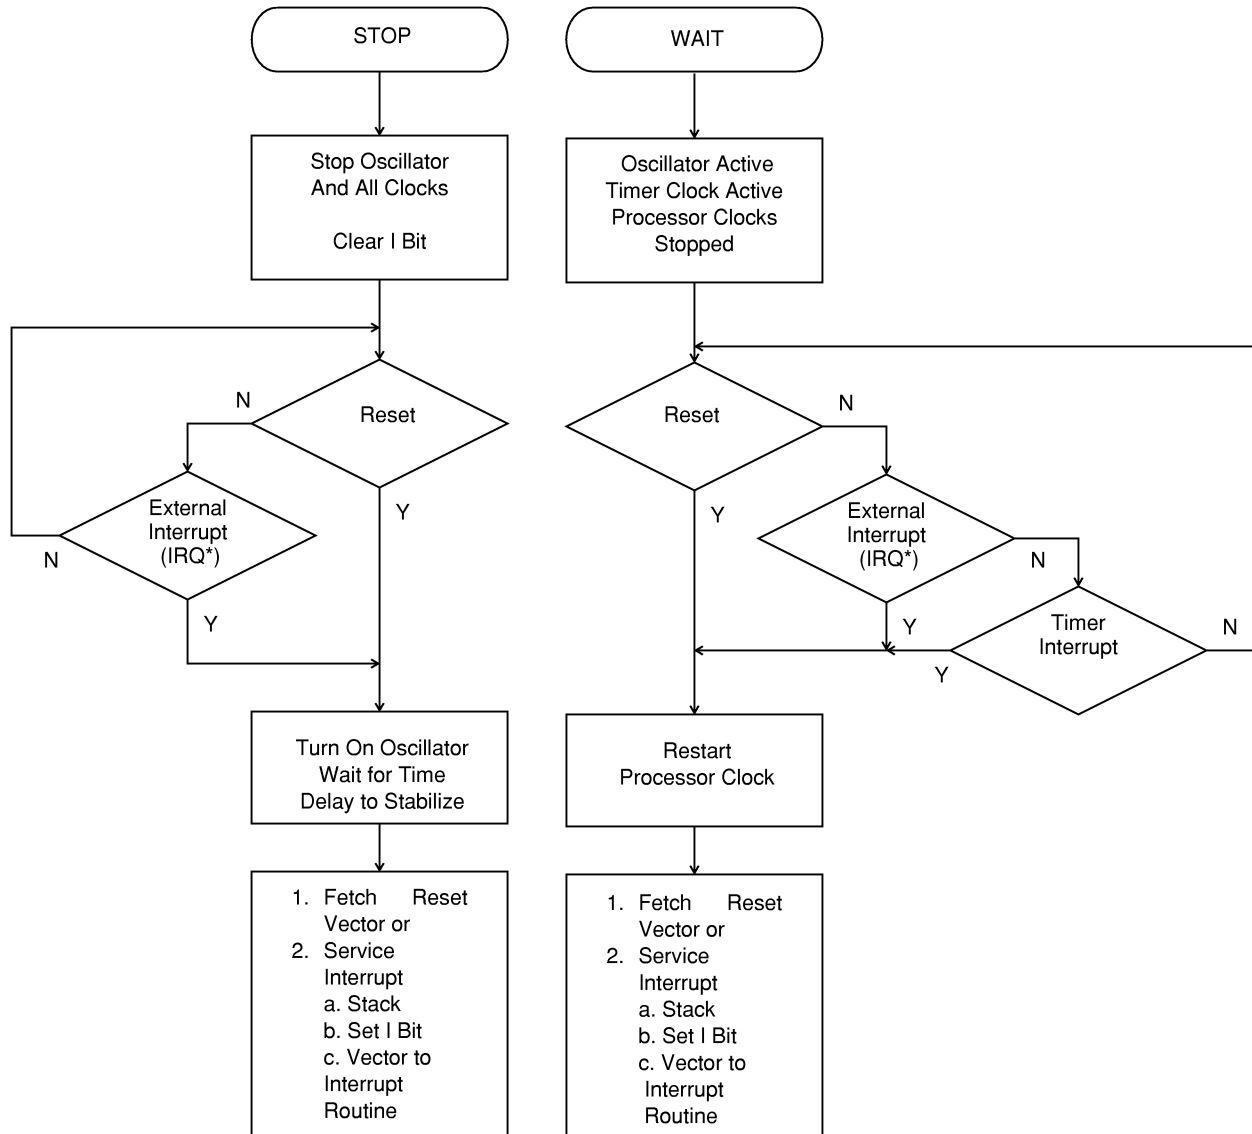 STOP
Stop Oscillator
And All Clocks
Clear I Bit
Reset
N
Y
External
Interrupt
(IRQ*)
N
Y
Turn On Oscillator
Wait for Time
Delay to Stabilize
1. Fetch Reset
Vector or
2. Service
Interrupt
a. Stack
b. Set I Bit
c. Vector to
Interrupt
Routine
WAIT
Oscillator Active
Timer Clock Active
Processor Clocks
Stopped
Reset
N
Y
External
Interrupt
(IRQ*)
N
Y
Timer
Interrupt
N
Y
Restart
Processor Clock
1. Fetch Reset
Vector or
2. Service
Interrupt
a. Stack
b. Set I Bit
c. Vector to
Interrupt
Routine